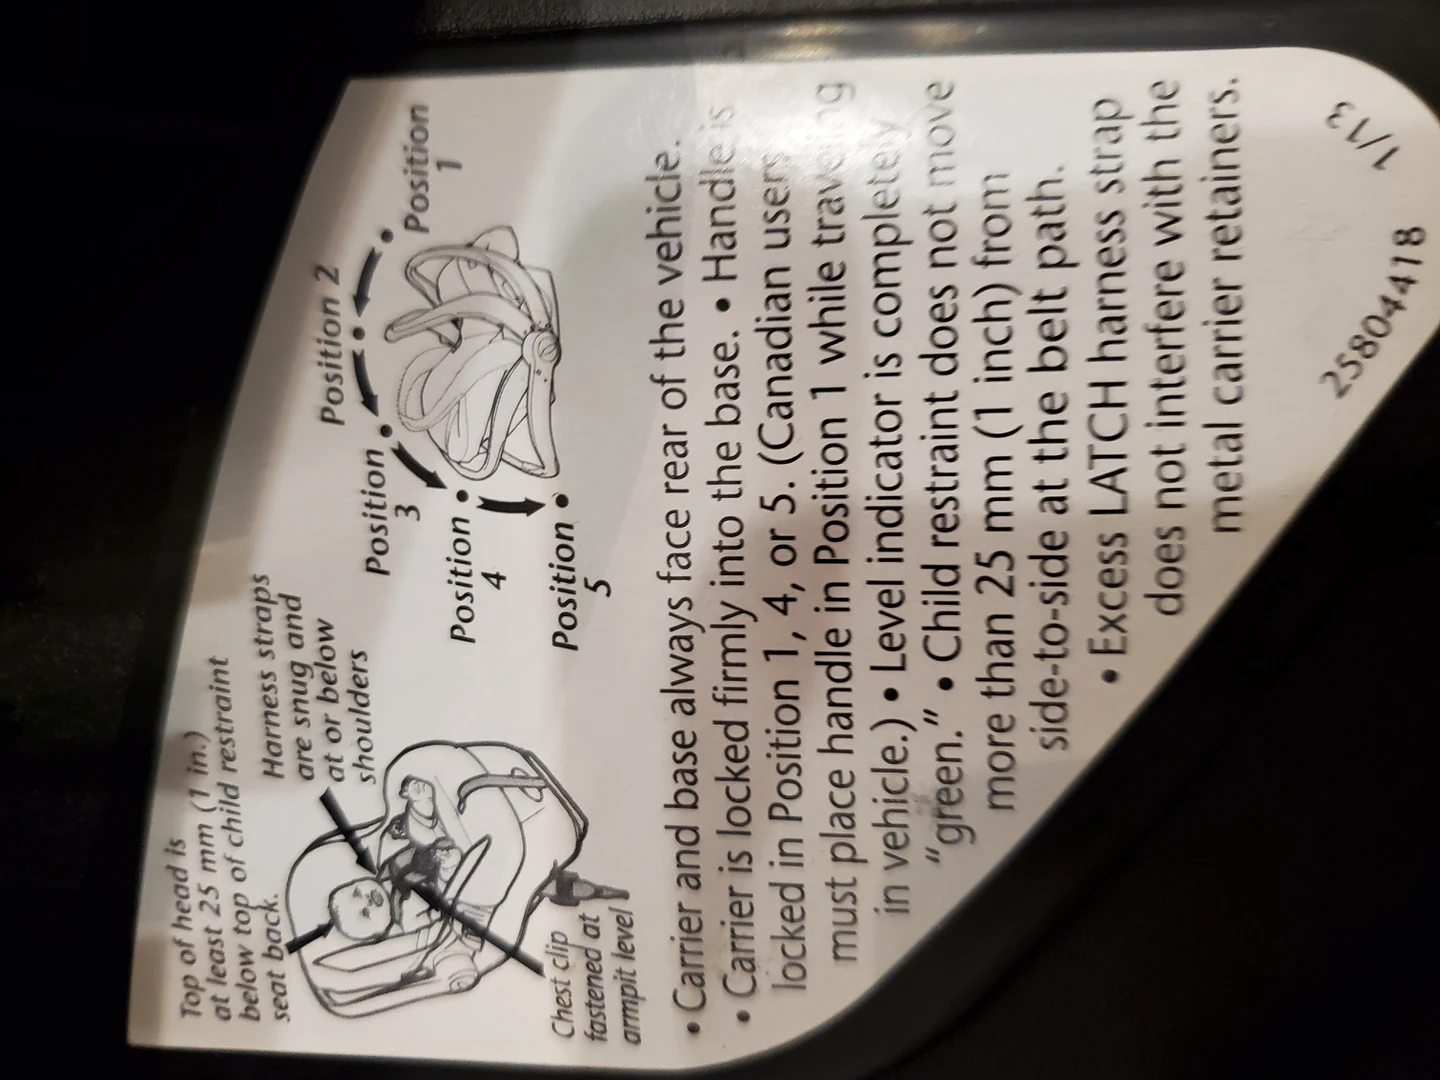 Top of head is
at least 25 mm (1 in.)
below top of child restraint
seat back.
Harness straps
are snug and
at or below
shoulders
Chest clip
fastened at
armpit level
Position
1
Position 2
Position
3
Position
4
Position
5
• Carrier and base always face rear of the vehicle.
• Carrier is locked firmly into the base. • Handle is
locked in Position 1, 4, or 5. (Canadian users
must place handle in Position 1 while traveling
in vehicle.) • Level indicator is completely
“green.” • Child restraint does not move
more than 25 mm (1 inch) from
side-to-side at the belt path.
• Excess LATCH harness strap
does not interfere with the
metal carrier retainers.
25804418
1/13